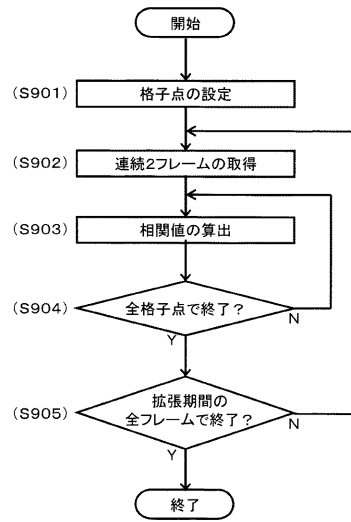 開始
(S901) 格子点の設定
(S902) 連続2フレームの取得
(S903) 相関値の算出
(S904) 全格子点で終了?
N
Y
拡張期間の
(S905) 全フレームで終了?
N
Y
終了